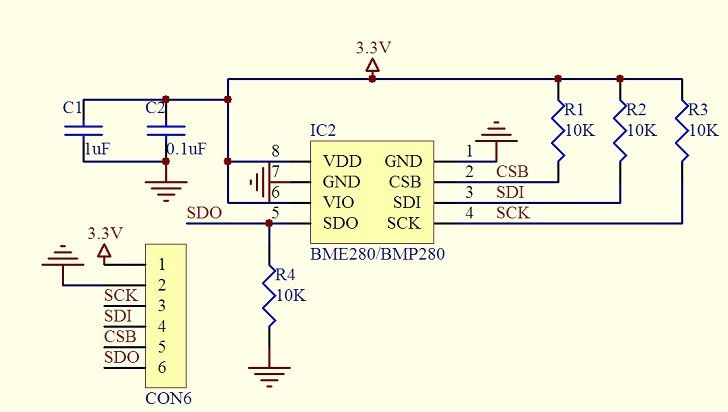 3.3V
C1
C2
1uF
0.1uF
R1
10K
R2
10K
R3
10K
IC2
8 VDD GND 1
7 GND CSB 2 CSB
6 VIO SDI 3 SDI
SDO 5 SDO SCK 4 SCK
BME280/BMP280
R4
10K
3.3V
1
2
SCK 3
SDI 4
CSB 5
SDO 6
CON6